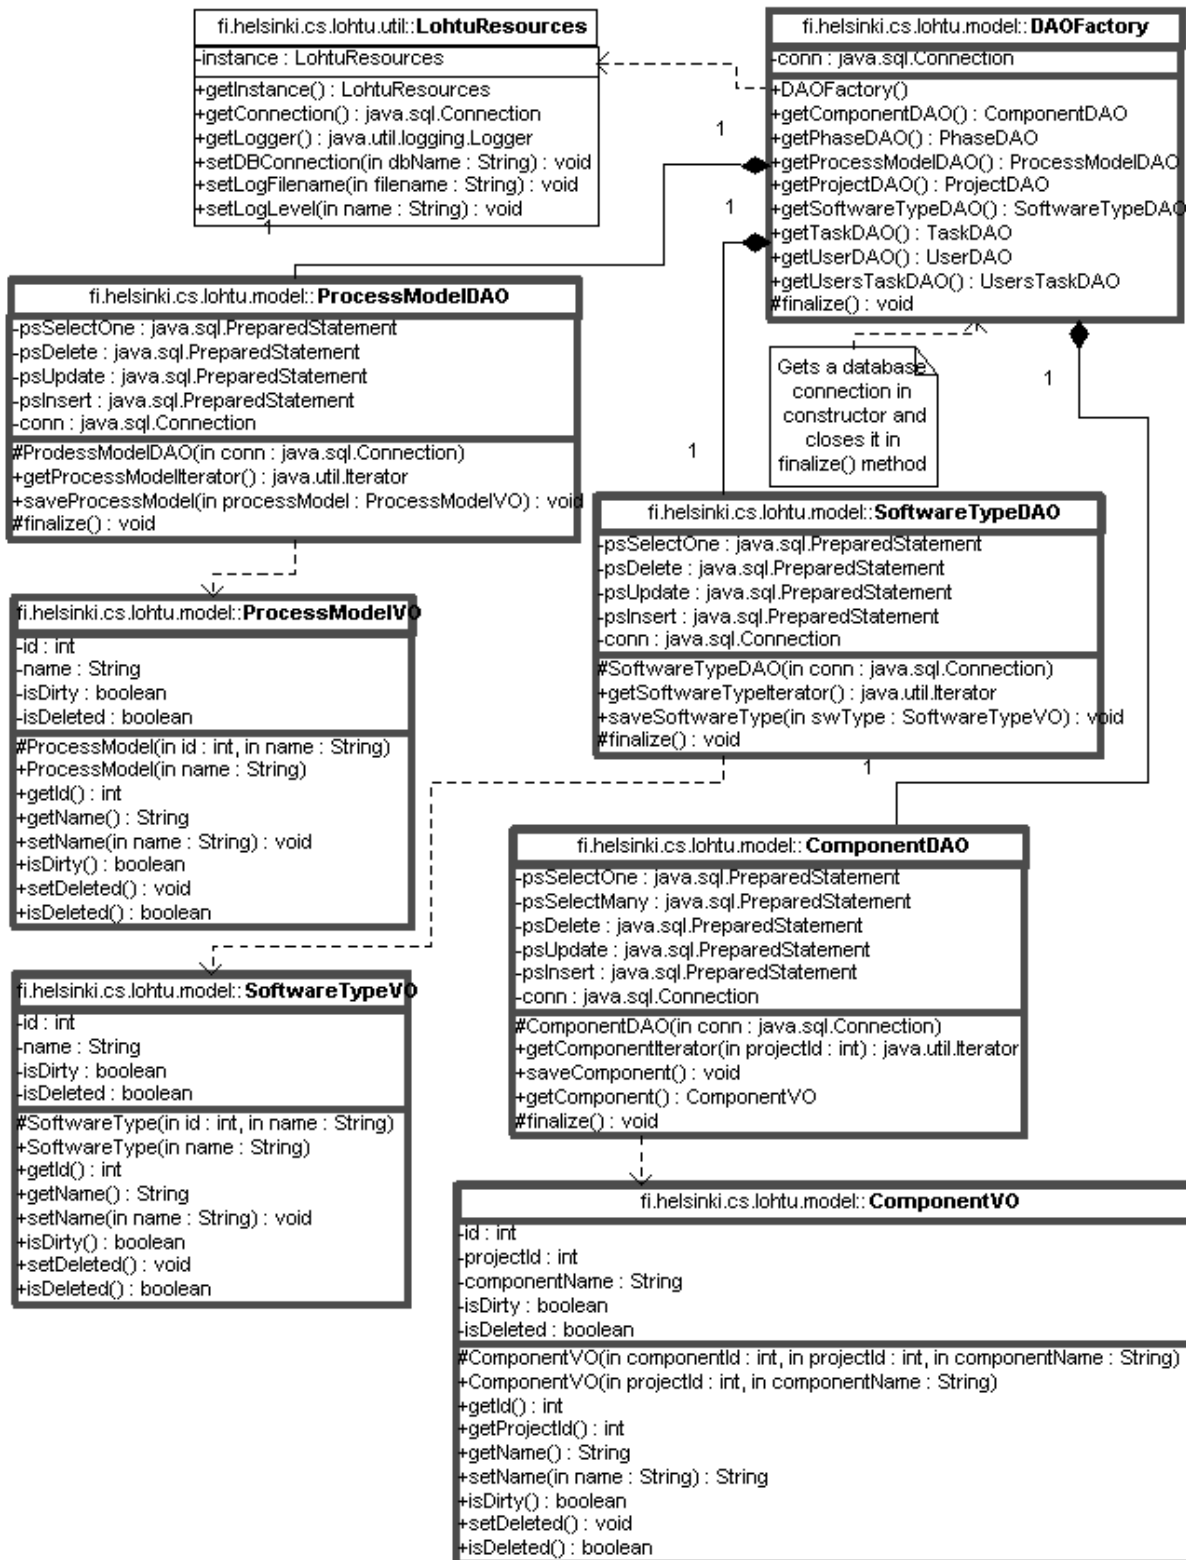 fi.helsinki.cs.lohtu.util::LohtuResources
-instance : LohtuResources
+getInstance() : LohtuResources
+getConnection() : java.sql.Connection
+getLogger() : java.util.logging.Logger
+setDBConnection(in dbName : String) : void
+setLogFilename(in filename : String) : void
+setLogLevel(in name : String) : void
fi.helsinki.cs.lohtu.model::DAOFactory
-conn : java.sql.Connection
+DAOFactory()
+getComponentDAO() : ComponentDAO
+getPhaseDAO() : PhaseDAO
+getProcessModelDAO() : ProcessModelDAO
+getProjectDAO() : ProjectDAO
+getSoftwareTypeDAO() : SoftwareTypeDAO
+getTaskDAO() : TaskDAO
+getUserDAO() : UserDAO
+getUsersTaskDAO() : UsersTaskDAO
#finalize() : void
1
1
1
1
1
1
Gets a database
connection in
constructor and
closes it in
finalize() method
fi.helsinki.cs.lohtu.model::ProcessModelDAO
-psSelectOne : java.sql.PreparedStatement
-psDelete : java.sql.PreparedStatement
-psUpdate : java.sql.PreparedStatement
-psInsert : java.sql.PreparedStatement
-conn : java.sql.Connection
#ProdessModelDAO(in conn : java.sql.Connection)
+getProcessModelIterator() : java.util.Iterator
+saveProcessModel(in processModel : ProcessModelVO) : void
#finalize() : void
fi.helsinki.cs.lohtu.model::SoftwareTypeDAO
-psSelectOne : java.sql.PreparedStatement
-psDelete : java.sql.PreparedStatement
-psUpdate : java.sql.PreparedStatement
-psInsert : java.sql.PreparedStatement
-conn : java.sql.Connection
#SoftwareTypeDAO(in conn : java.sql.Connection)
+getSoftwareTypeIterator() : java.util.Iterator
+saveSoftwareType(in swType : SoftwareTypeVO) : void
#finalize() : void
fi.helsinki.cs.lohtu.model::ProcessModelVO
-id : int
-name : String
-isDirty : boolean
-isDeleted : boolean
#ProcessModel(in id : int, in name : String)
+ProcessModel(in name : String)
+getId() : int
+getName() : String
+setName(in name : String) : void
+isDirty() : boolean
+setDeleted() : void
+isDeleted() : boolean
fi.helsinki.cs.lohtu.model::ComponentDAO
-psSelectOne : java.sql.PreparedStatement
-psSelectMany : java.sql.PreparedStatement
-psDelete : java.sql.PreparedStatement
-psUpdate : java.sql.PreparedStatement
-psInsert : java.sql.PreparedStatement
-conn : java.sql.Connection
#ComponentDAO(in conn : java.sql.Connection)
+getComponentIterator(in projectId : int) : java.util.Iterator
+saveComponent() : void
+getComponent() : ComponentVO
#finalize() : void
fi.helsinki.cs.lohtu.model::SoftwareTypeVO
-id : int
-name : String
-isDirty : boolean
-isDeleted : boolean
#SoftwareType(in id : int, in name : String)
+SoftwareType(in name : String)
+getId() : int
+getName() : String
+setName(in name : String) : void
+isDirty() : boolean
+setDeleted() : void
+isDeleted() : boolean
fi.helsinki.cs.lohtu.model::ComponentVO
-id : int
-projectId : int
-componentName : String
-isDirty : boolean
-isDeleted : boolean
#ComponentVO(in componentId : int, in projectId : int, in componentName : String)
+ComponentVO(in projectId : int, in componentName : String)
+getId() : int
+getProjectId() : int
+getName() : String
+setName(in name : String) : String
+isDirty() : boolean
+setDeleted() : void
+isDeleted() : boolean